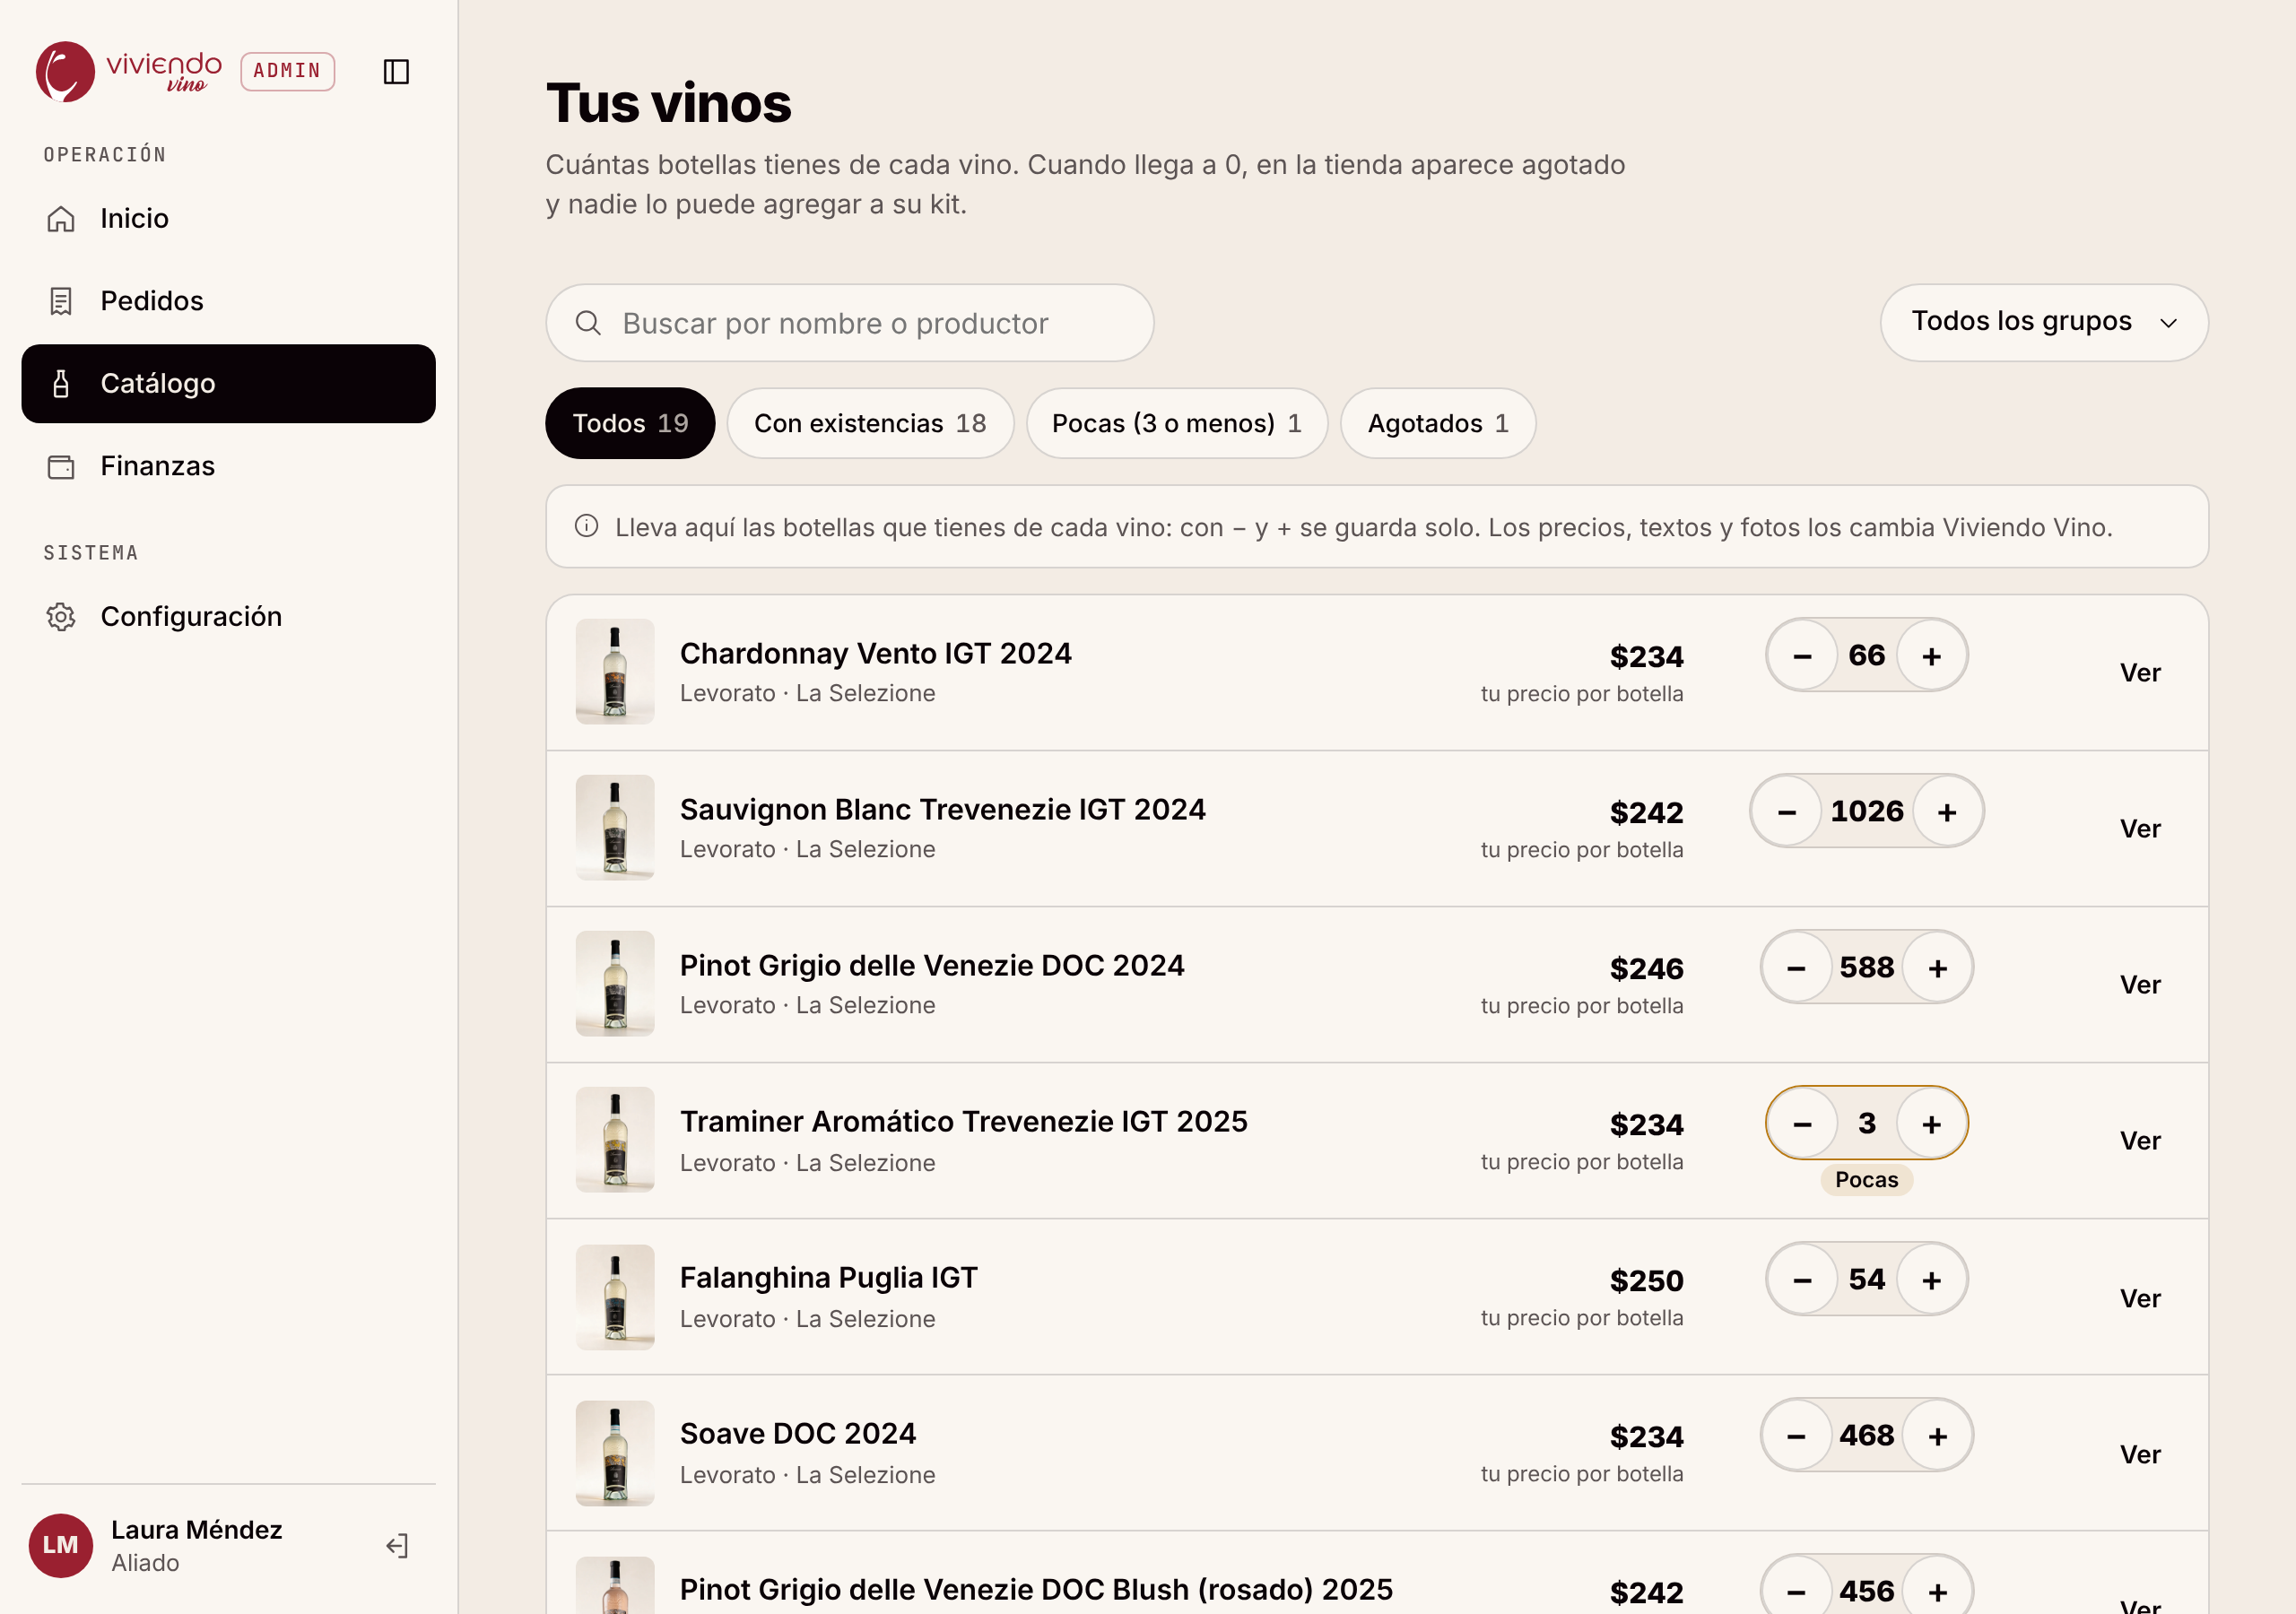 viviendo
vino
ADMIN
OPERACIÓN
Inicio
Pedidos
Catálogo
Finanzas
SISTEMA
Configuración
LM
Laura Méndez
Aliado
Tus vinos
Cuántas botellas tienes de cada vino. Cuando llega a 0, en la tienda aparece agotado
y nadie lo puede agregar a su kit.
Buscar por nombre o productor
Todos los grupos
Todos 19
Con existencias 18
Pocas (3 o menos) 1
Agotados 1
Lleva aquí las botellas que tienes de cada vino: con − y + se guarda solo. Los precios, textos y fotos los cambia Viviendo Vino.
Chardonnay Vento IGT 2024
Levorato · La Selezione
$234
tu precio por botella
− 66 +
Ver
Sauvignon Blanc Trevenezie IGT 2024
Levorato · La Selezione
$242
tu precio por botella
− 1026 +
Ver
Pinot Grigio delle Venezie DOC 2024
Levorato · La Selezione
$246
tu precio por botella
− 588 +
Ver
Traminer Aromático Trevenezie IGT 2025
Levorato · La Selezione
$234
tu precio por botella
− 3 +
Pocas
Ver
Falanghina Puglia IGT
Levorato · La Selezione
$250
tu precio por botella
− 54 +
Ver
Soave DOC 2024
Levorato · La Selezione
$234
tu precio por botella
− 468 +
Ver
Pinot Grigio delle Venezie DOC Blush (rosado) 2025
$242
− 456 +
Ver